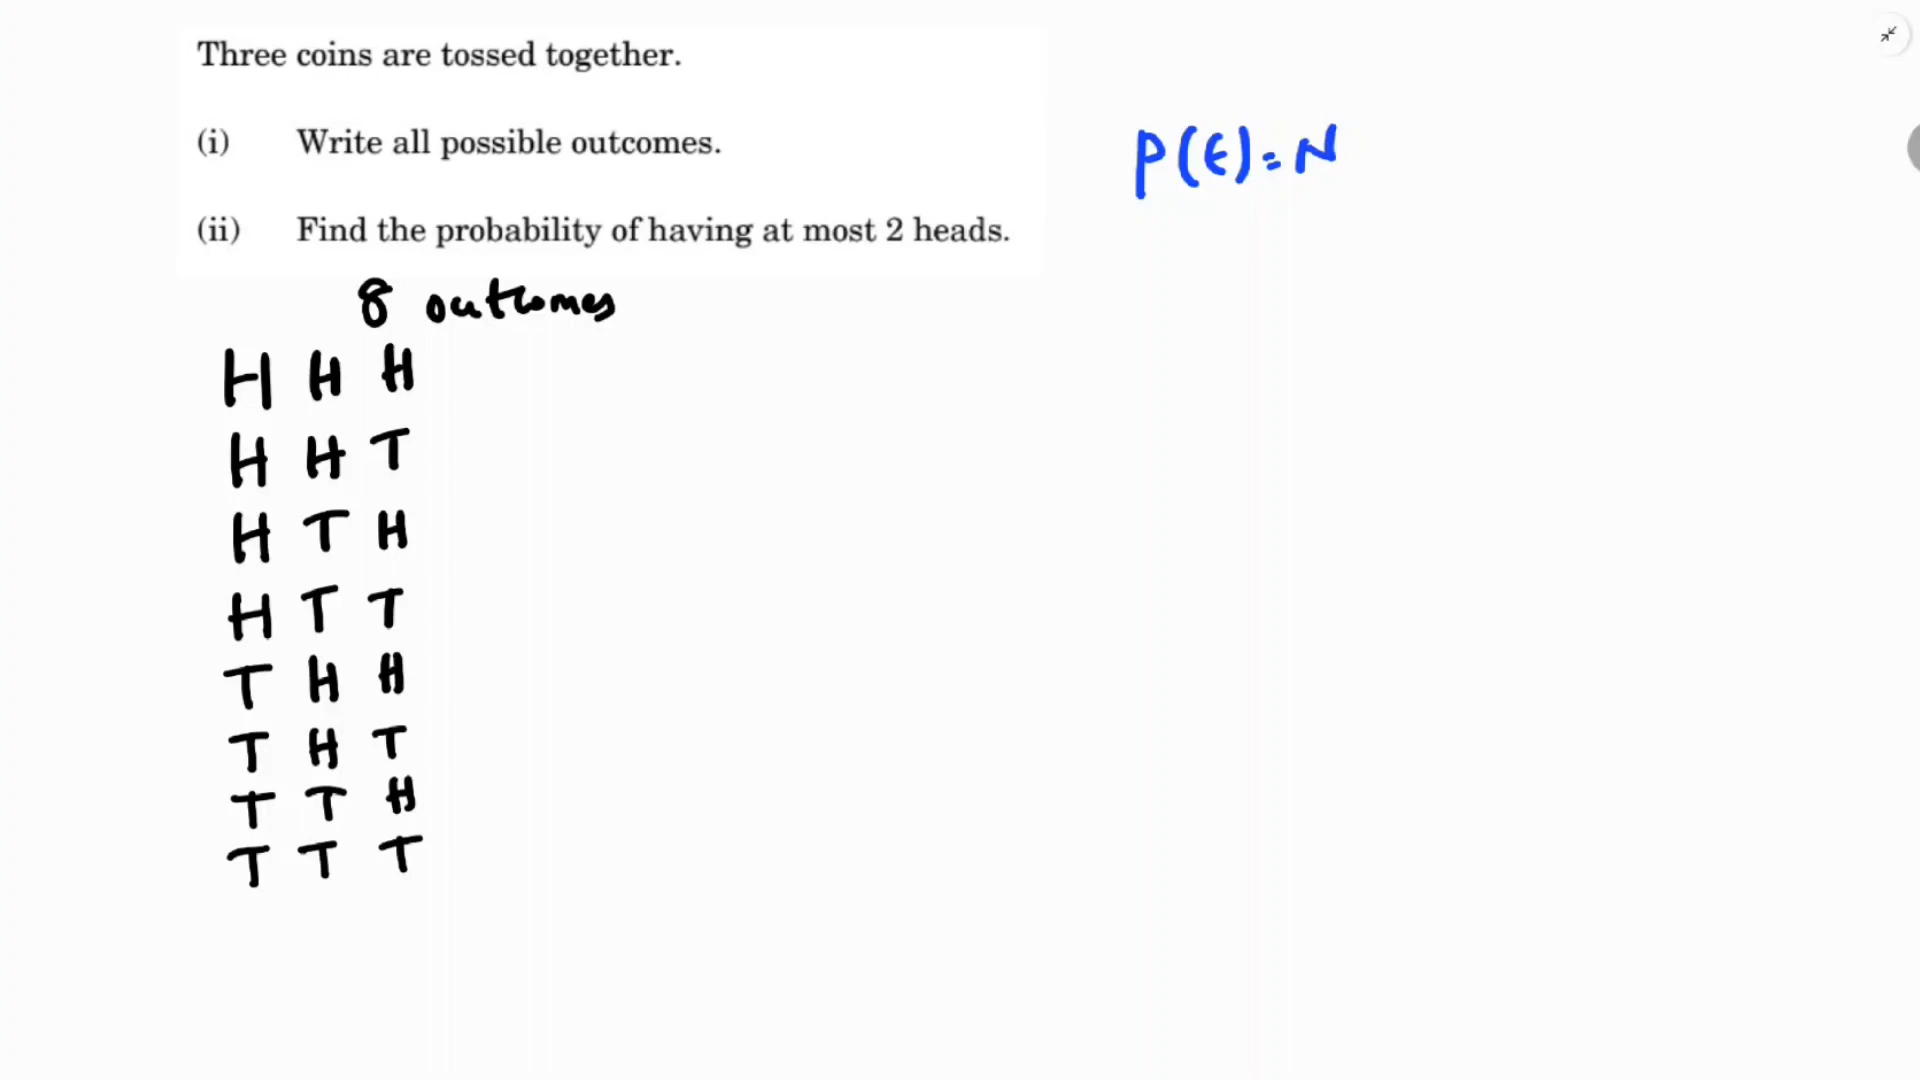 Three coins are tossed together.
(i) Write all possible outcomes.
(ii) Find the probability of having at most 2 heads.
P(E)=N
8 outcomes
H H H
H H T
H T H
H T T
T H H
T H T
T T H
T T T